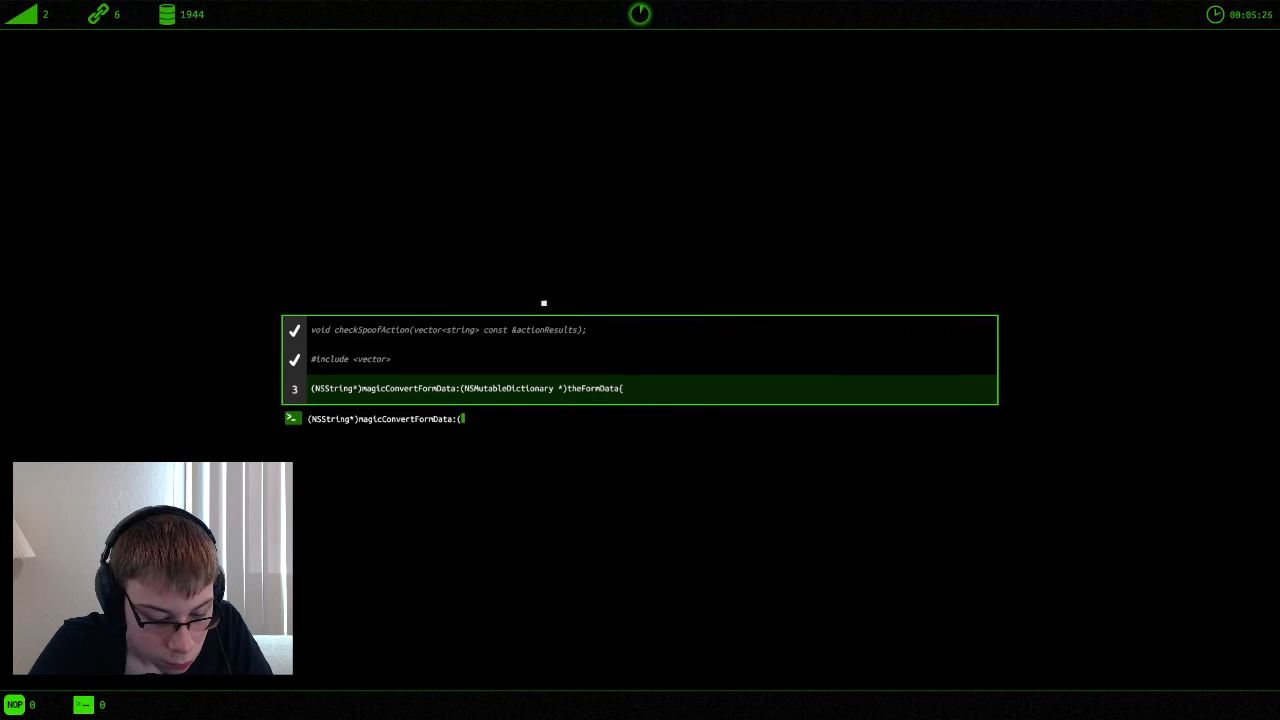 2 6 1944 00:05:25
void checkSpoofAction(vector<string> const &actionResults);
#include <vector>
3 (NSString*)magicConvertFormData:(NSMutableDictionary *)theFormData{
>_ (NSString*)magicConvertFormData:(
NOP 0 >_ 0